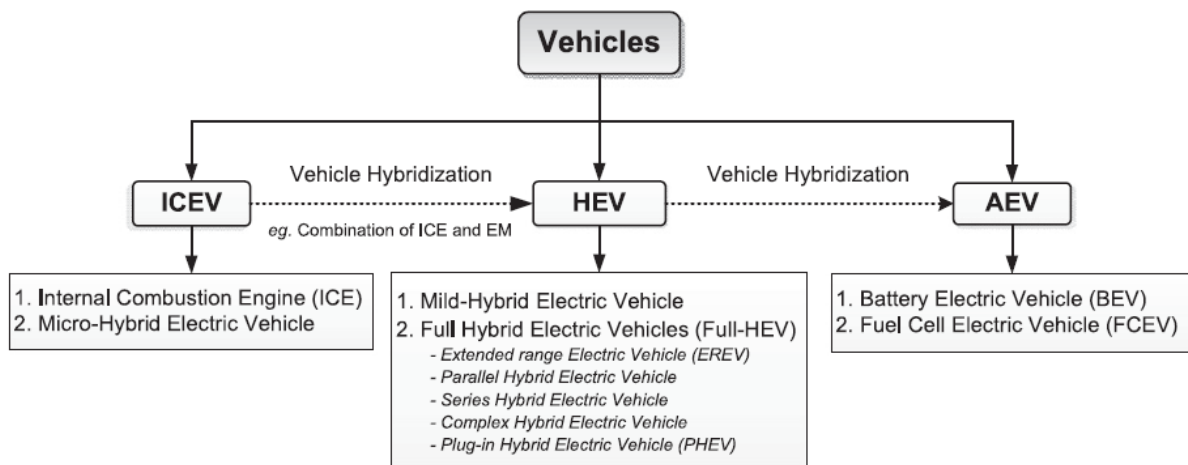 Vehicles
Vehicle Hybridization
Vehicle Hybridization
ICEV
HEV
AEV
eg. Combination of ICE and EM
1. Internal Combustion Engine (ICE)
2. Micro-Hybrid Electric Vehicle
1. Mild-Hybrid Electric Vehicle
2. Full Hybrid Electric Vehicles (Full-HEV)
- Extended range Electric Vehicle (EREV)
- Parallel Hybrid Electric Vehicle
- Series Hybrid Electric Vehicle
- Complex Hybrid Electric Vehicle
- Plug-in Hybrid Electric Vehicle (PHEV)
1. Battery Electric Vehicle (BEV)
2. Fuel Cell Electric Vehicle (FCEV)